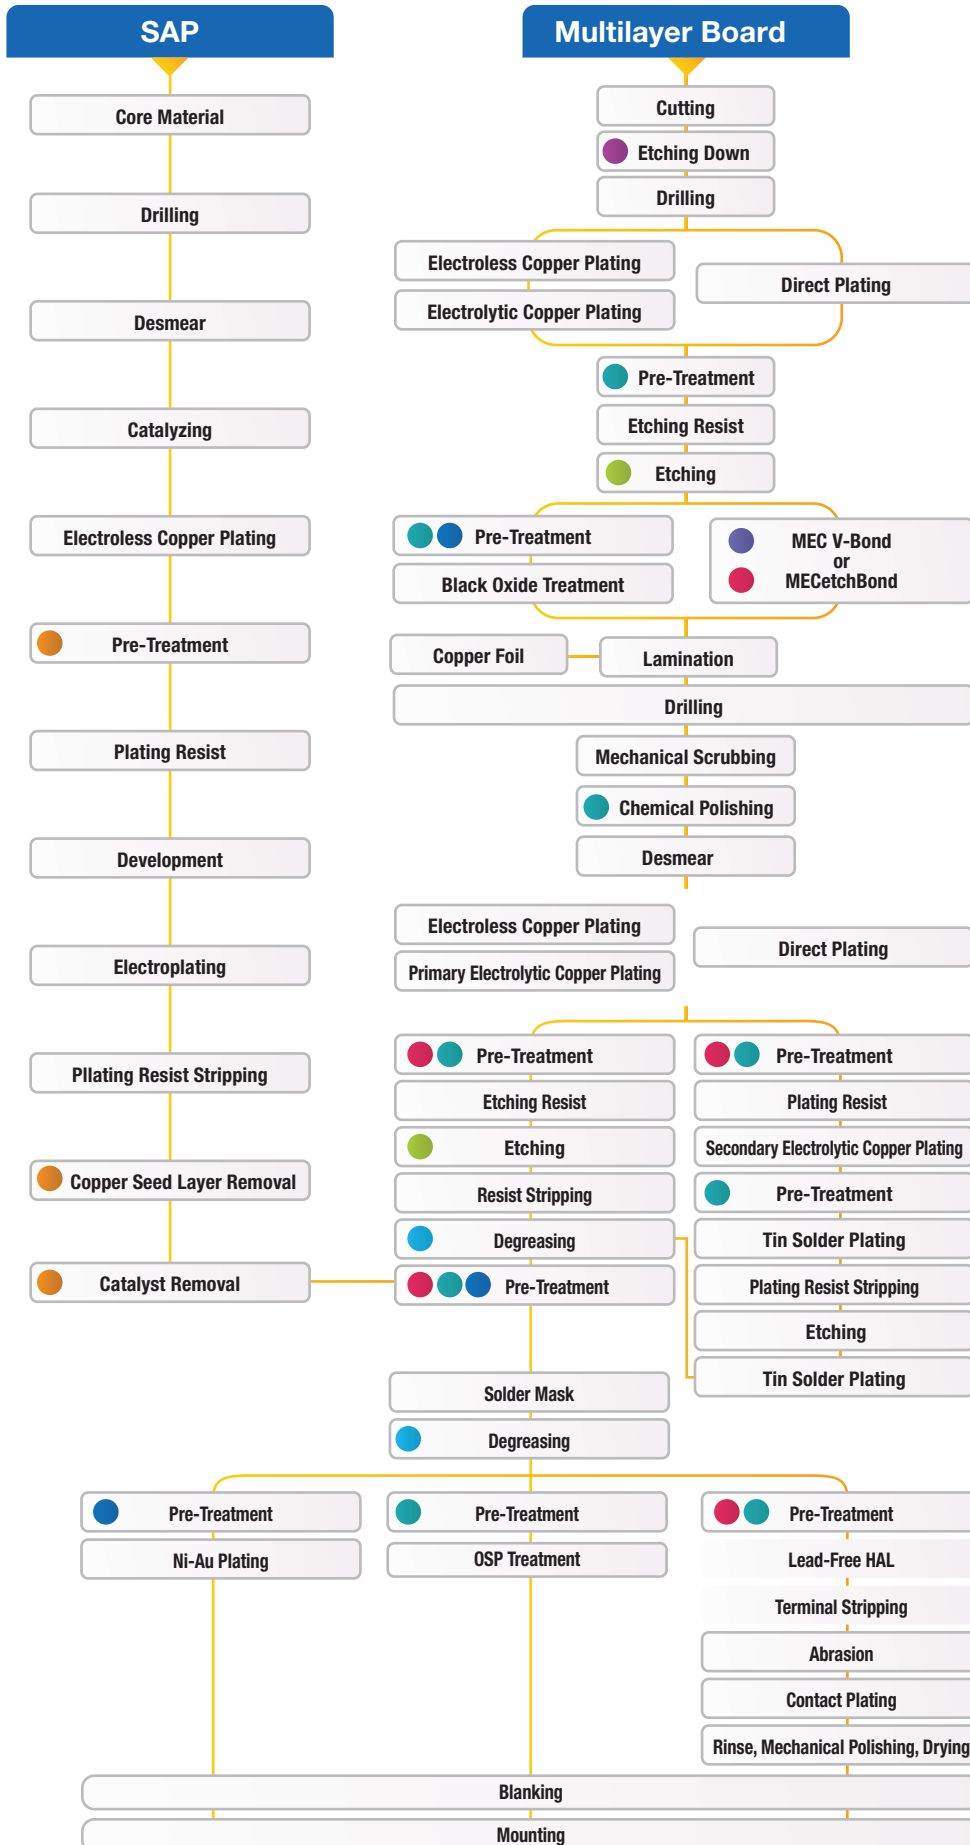 SAP
Core Material
Drilling
Desmear
Catalyzing
Electroless Copper Plating
Pre-Treatment
Plating Resist
Development
Electroplating
Pllating Resist Stripping
Copper Seed Layer Removal
Catalyst Removal
Multilayer Board
Cutting
Etching Down
Drilling
Electroless Copper Plating
Electrolytic Copper Plating
Direct Plating
Pre-Treatment
Etching Resist
Etching
Pre-Treatment
Black Oxide Treatment
MEC V-Bond
or
MECetchBond
Copper Foil
Lamination
Drilling
Mechanical Scrubbing
Chemical Polishing
Desmear
Electroless Copper Plating
Primary Electrolytic Copper Plating
Direct Plating
Pre-Treatment
Etching Resist
Etching
Resist Stripping
Degreasing
Pre-Treatment
Pre-Treatment
Plating Resist
Secondary Electrolytic Copper Plating
Pre-Treatment
Tin Solder Plating
Plating Resist Stripping
Etching
Tin Solder Plating
Solder Mask
Degreasing
Pre-Treatment
Ni-Au Plating
Pre-Treatment
OSP Treatment
Pre-Treatment
Lead-Free HAL
Terminal Stripping
Abrasion
Contact Plating
Rinse, Mechanical Polishing, Drying
Blanking
Mounting